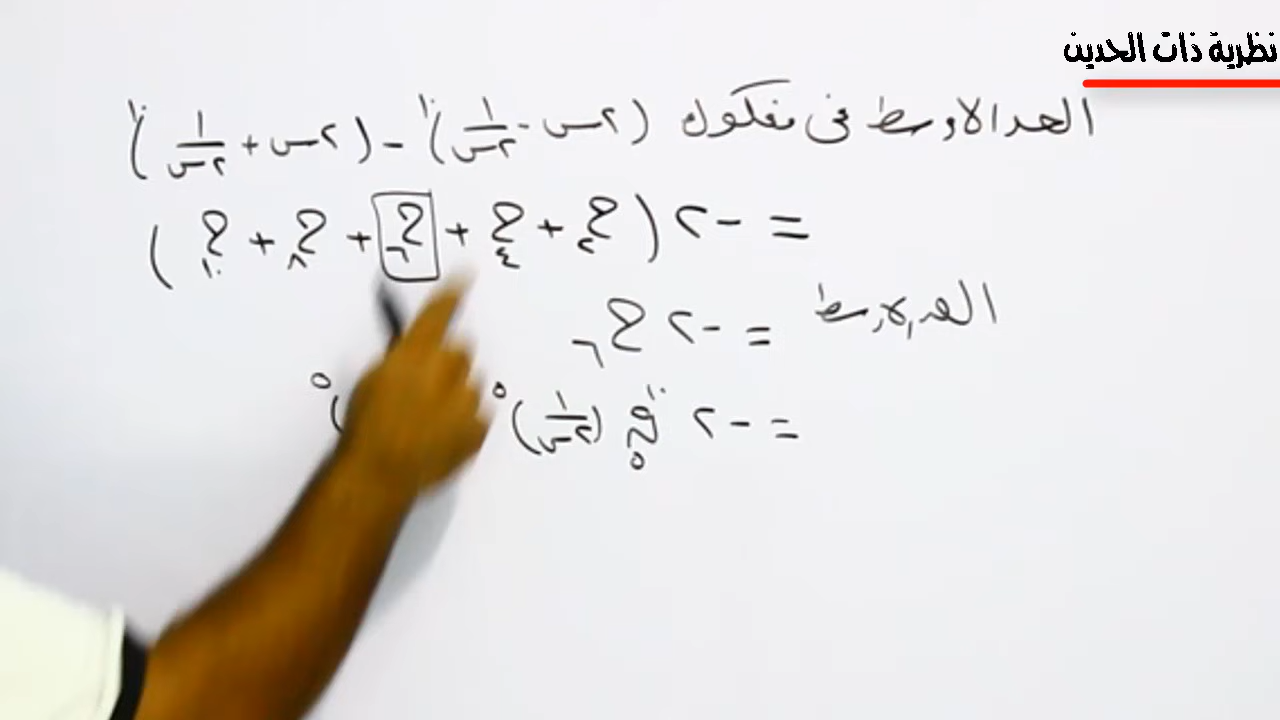 نظرية ذات الحدين
الحد الاوسط فى مفكوك (٢س - ١/٢س)^١٠ - (٢س + ١/٢س)^١٠
= -٢ (ح٢ + ح٤ + ح٦ + ح٨ + ح١٠)
الحد الاوسط = -٢ ح٦
= -٢ ^١٠ق٥ (١/٢س)^٥ ( )^٥